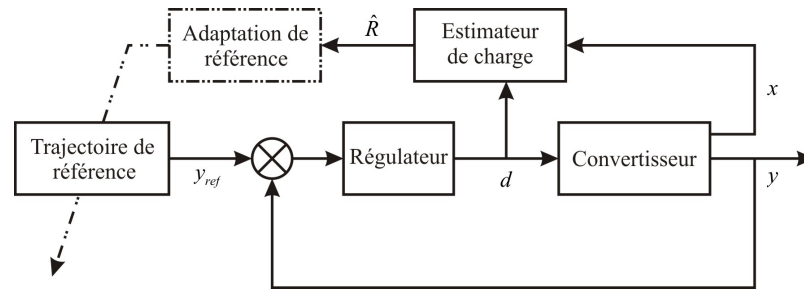 Adaptation de
référence
R̂
Estimateur
de charge
x
Trajectoire de
référence
y_ref
Régulateur
d
Convertisseur
y